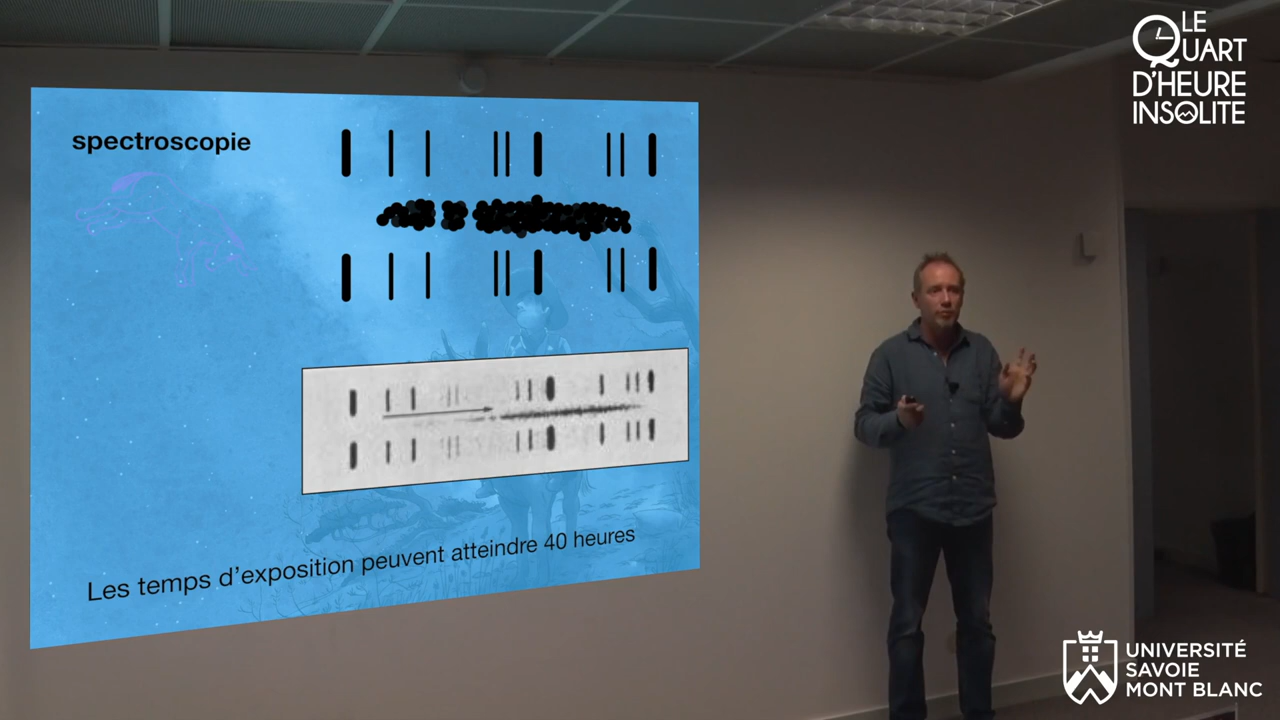 LE
QUART
D'HEURE
INSOLITE
spectroscopie
Les temps d'exposition peuvent atteindre 40 heures
UNIVERSITÉ
SAVOIE
MONT BLANC